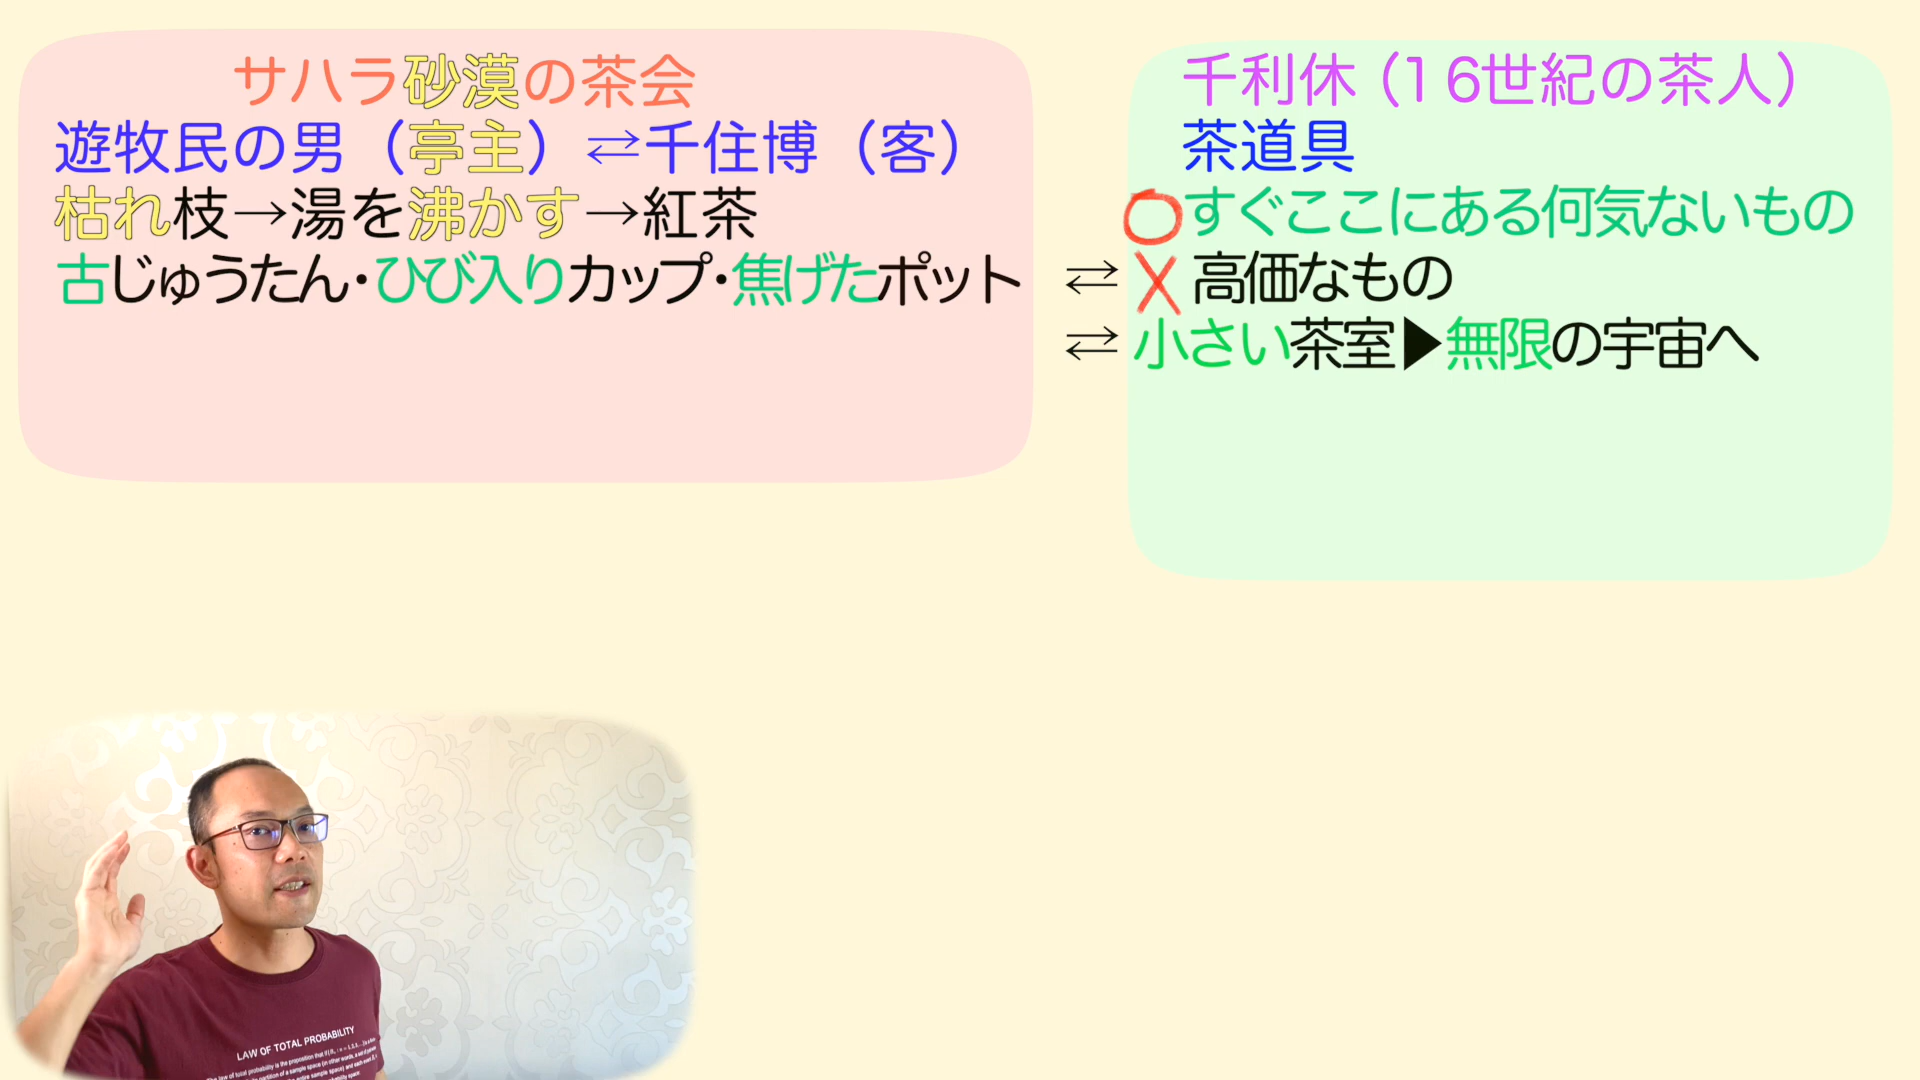 サハラ砂漠の茶会
遊牧民の男（亭主）⇄千住博（客）
枯れ枝→湯を沸かす→紅茶
古じゅうたん・ひび入りカップ・焦げたポット
千利休（16世紀の茶人）
茶道具
○すぐここにある何気ないもの
⇄ X 高価なもの
⇄ 小さい茶室▶無限の宇宙へ
LAW OF TOTAL PROBABILITY